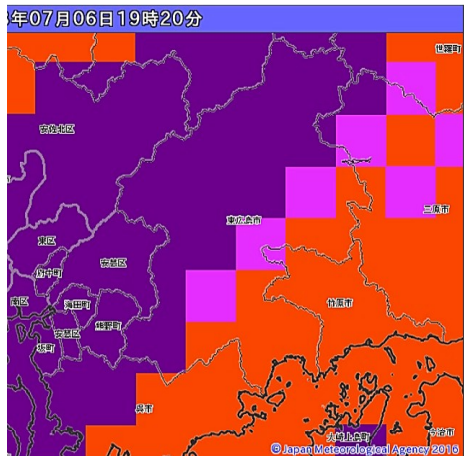 年07月06日19時20分
世羅町
安佐北区
三原市
東広島市
東区
府中町
安芸区
南区
海田町
竹原市
安芸区
熊野町
坂町
呉市
大崎上島町
今治市
© Japan Meteorological Agency 2016